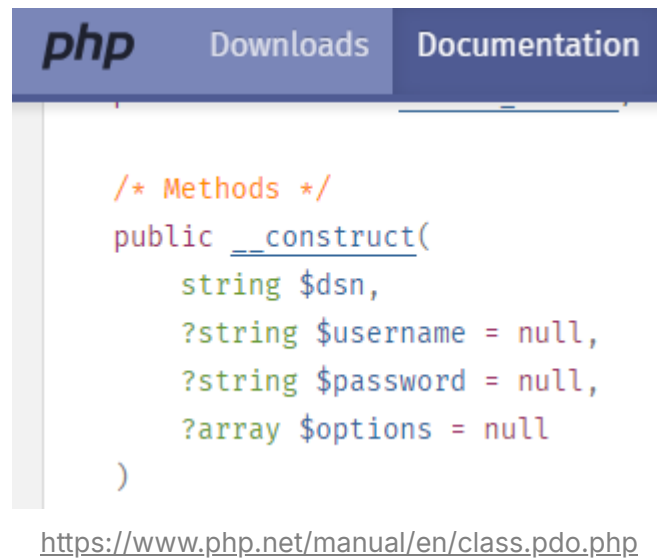 php Downloads Documentation
/* Methods */
public __construct(
string $dsn,
?string $username = null,
?string $password = null,
?array $options = null
)
https://www.php.net/manual/en/class.pdo.php